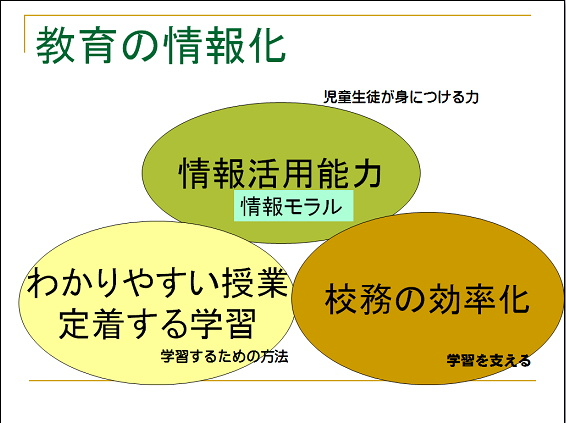 教育の情報化
児童生徒が身につける力
情報活用能力
情報モラル
わかりやすい授業
定着する学習
学習するための方法
校務の効率化
学習を支える